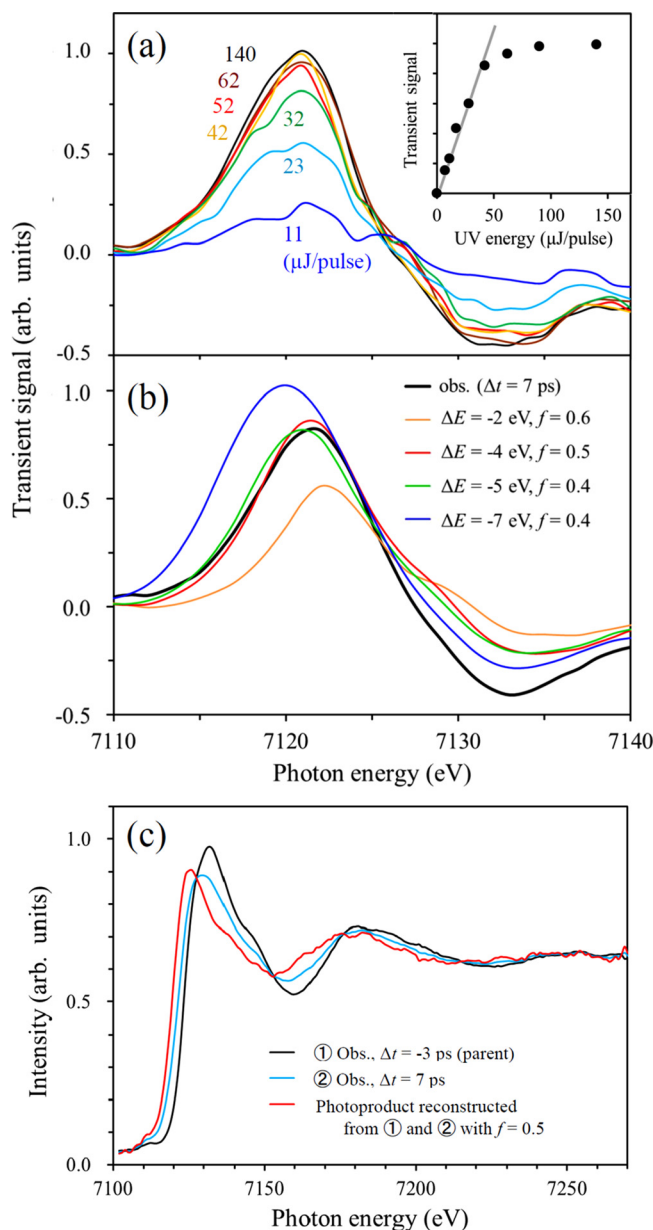 (a)
140
62
52
42
32
23
11
(μJ/pulse)
1.0
0.5
0.0
-0.5
Transient signal
0 50 100 150
UV energy (μJ/pulse)
Transient signal (arb. units)
(b)
obs. (Δt = 7 ps)
ΔE = -2 eV, f = 0.6
ΔE = -4 eV, f = 0.5
ΔE = -5 eV, f = 0.4
ΔE = -7 eV, f = 0.4
1.0
0.5
0.0
-0.5
7110 7120 7130 7140
Photon energy (eV)
(c)
1.0
0.5
0.0
Intensity (arb. units)
① Obs., Δt = -3 ps (parent)
② Obs., Δt = 7 ps
Photoproduct reconstructed
from ① and ② with f = 0.5
7100 7150 7200 7250
Photon energy (eV)